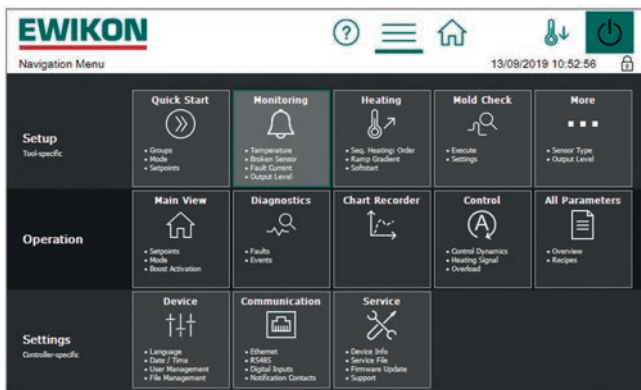 EWIKON
?
Navigation Menu
13/09/2019 10:52:56
Setup
Tool-specific
Quick Start
• Groups
• Mode
• Setpoints
Monitoring
• Temperature
• Broken Sensor
• Fault Current
• Output Level
Heating
• Seq. Heating: Order
• Ramp Gradient
• Softstart
Mold Check
• Execute
• Settings
More
• Sensor Type
• Output Level
Operation
Main View
• Setpoints
• Mode
• Boost Activation
Diagnostics
• Faults
• Events
Chart Recorder
Control
A
• Control Dynamics
• Heating Signal
• Overload
All Parameters
• Overview
• Recipes
Settings
Controller-specific
Device
• Language
• Date / Time
• User Management
• File Management
Communication
• Ethernet
• RS485
• Digital Inputs
• Notification Contacts
Service
• Device Info
• Service File
• Firmware Update
• Support